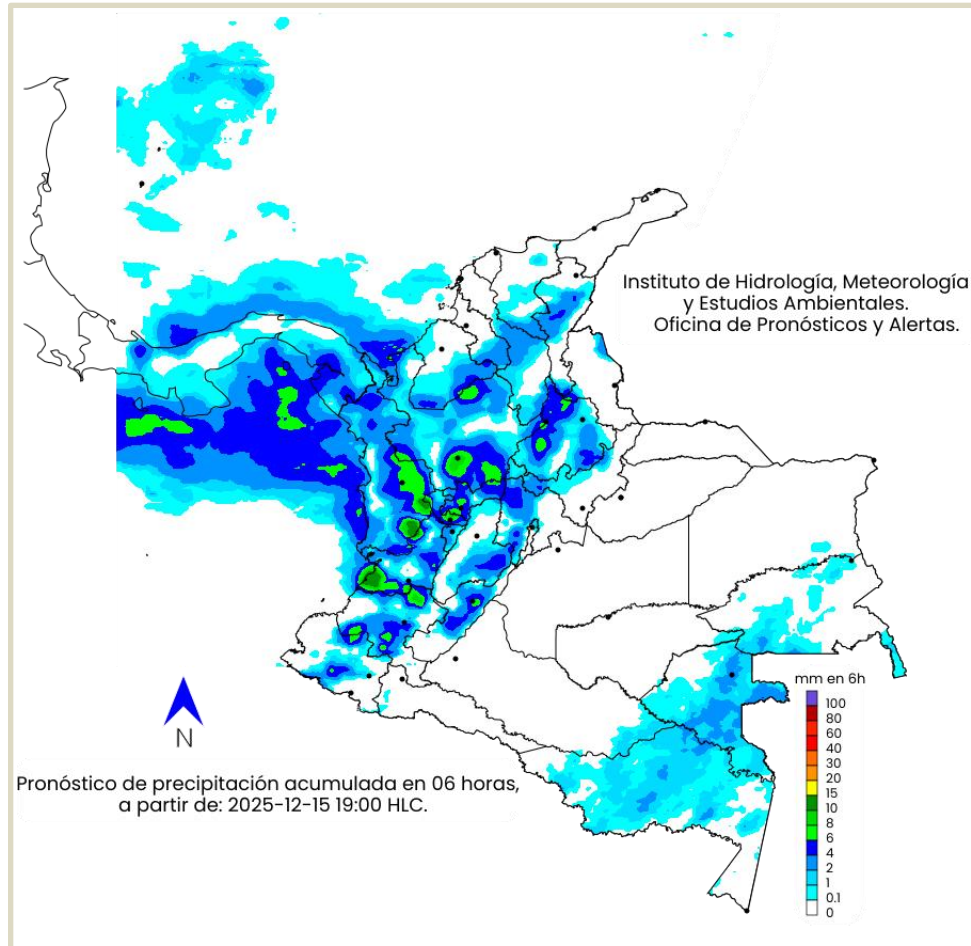 Instituto de Hidrología, Meteorología
y Estudios Ambientales.
Oficina de Pronósticos y Alertas.
mm en 6h
100
80
60
40
30
20
15
10
8
6
4
2
1
0.1
0
N
Pronóstico de precipitación acumulada en 06 horas,
a partir de: 2025-12-15 19:00 HLC.